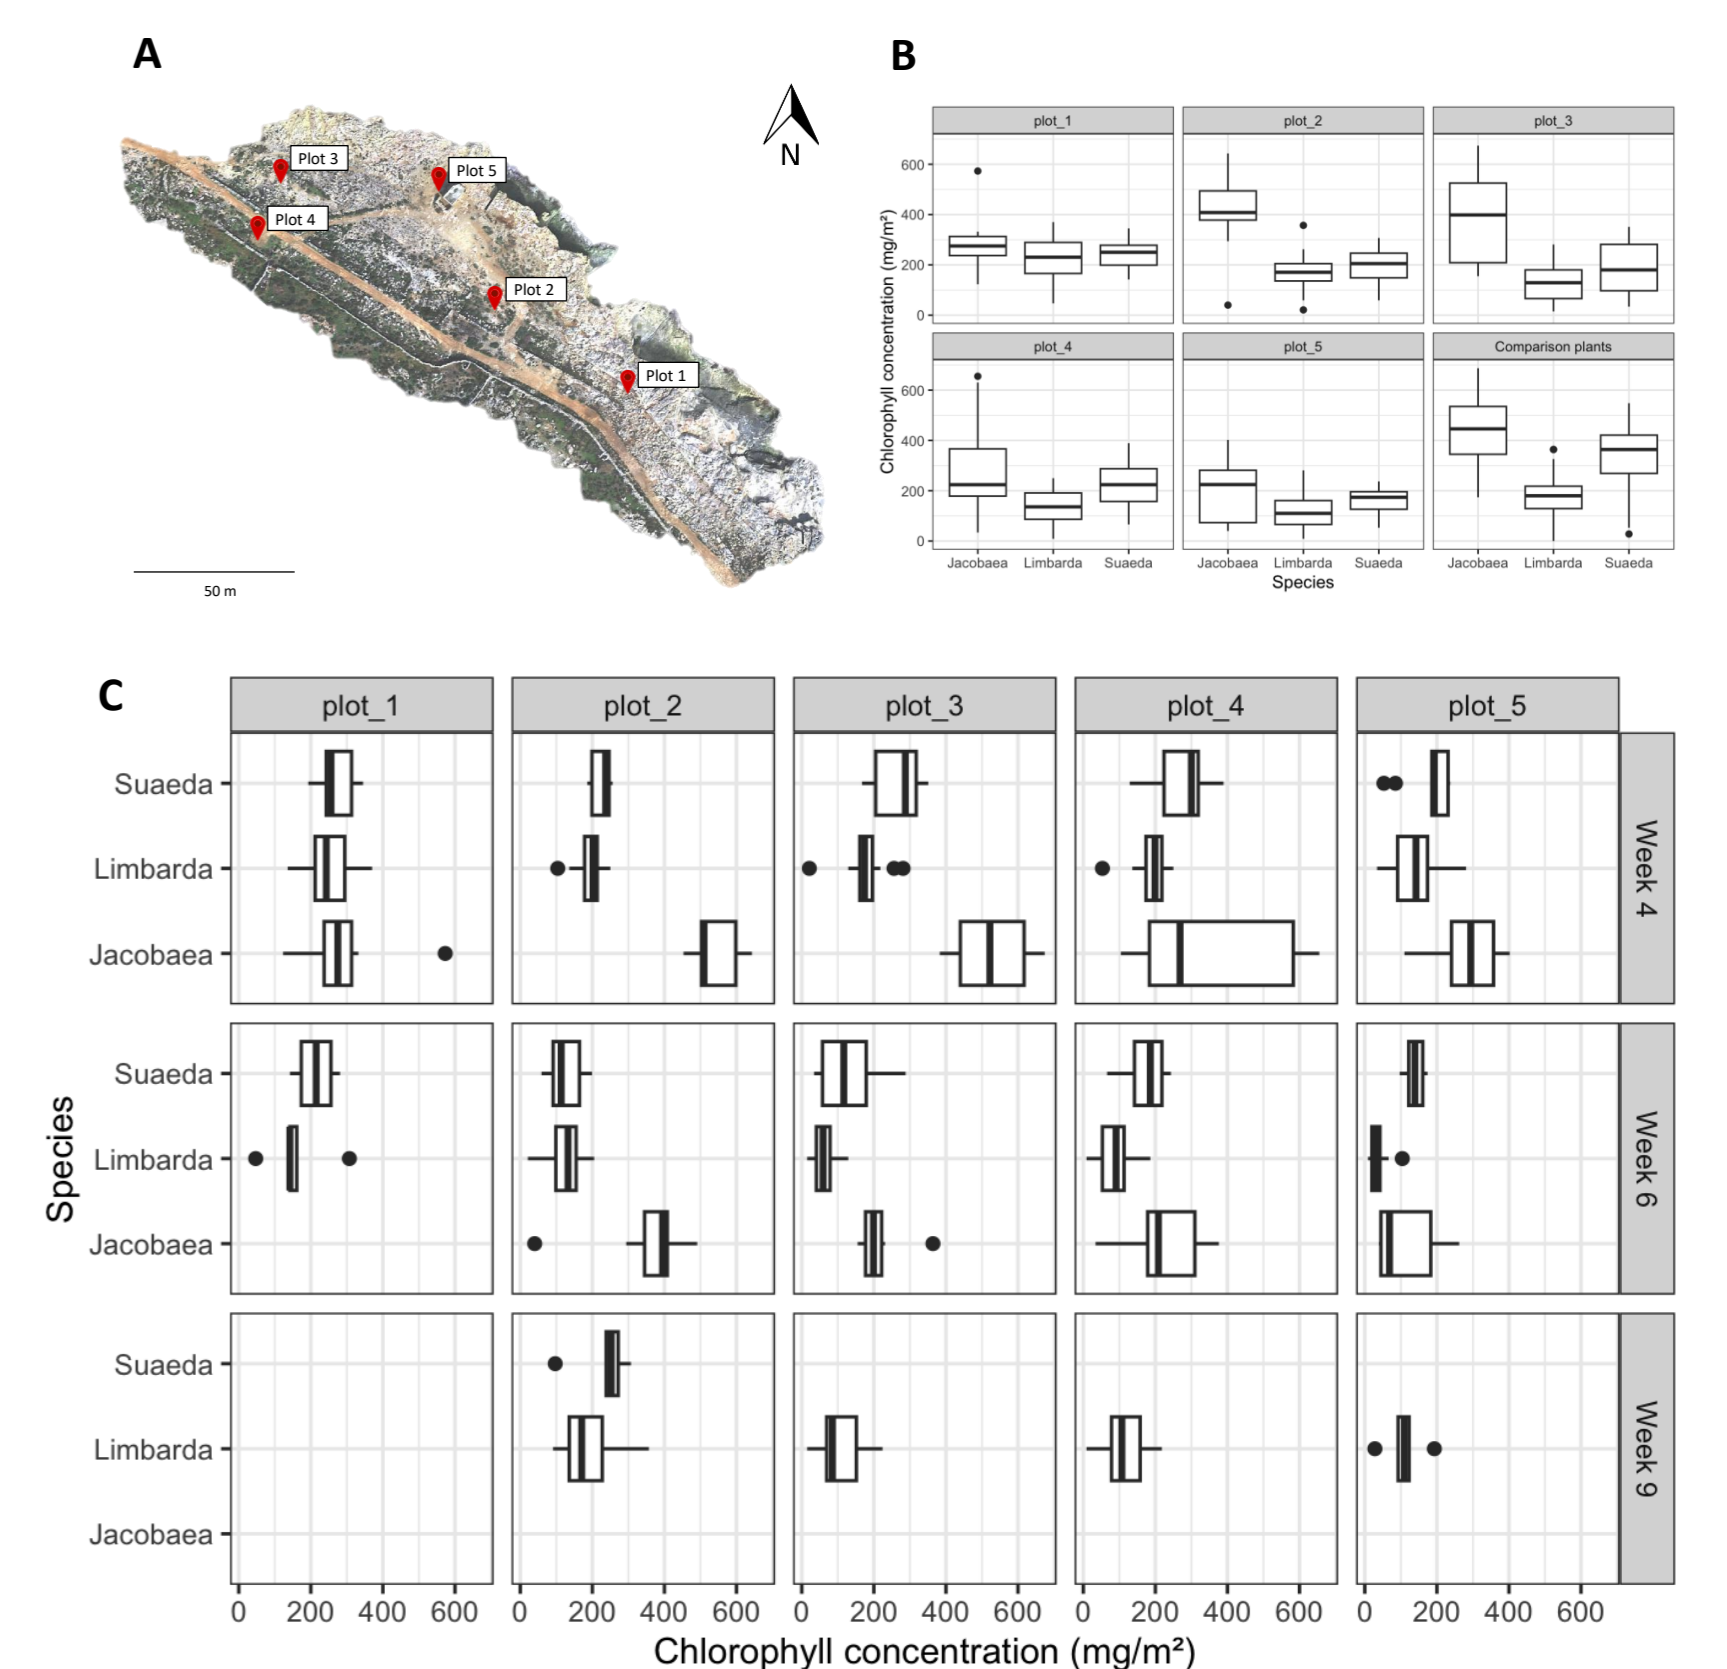 A
B
N
Plot 3
Plot 5
Plot 4
Plot 2
Plot 1
50 m
plot_1 plot_2 plot_3
600
400
200
0
plot_4 plot_5 Comparison plants
600
400
200
0
Chlorophyll concentration (mg/m²)
Jacobaea Limbarda Suaeda Jacobaea Limbarda Suaeda Jacobaea Limbarda Suaeda
Species
C
plot_1 plot_2 plot_3 plot_4 plot_5
Suaeda
Limbarda
Jacobaea
Week 4
Suaeda
Limbarda
Jacobaea
Week 6
Species
Suaeda
Limbarda
Jacobaea
Week 9
0 200 400 600 0 200 400 600 0 200 400 600 0 200 400 600 0 200 400 600
Chlorophyll concentration (mg/m²)